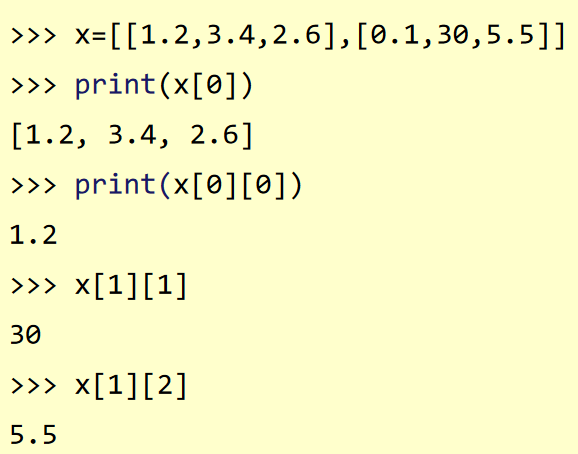 >>> x=[[1.2,3.4,2.6],[0.1,30,5.5]]
>>> print(x[0])
[1.2, 3.4, 2.6]
>>> print(x[0][0])
1.2
>>> x[1][1]
30
>>> x[1][2]
5.5